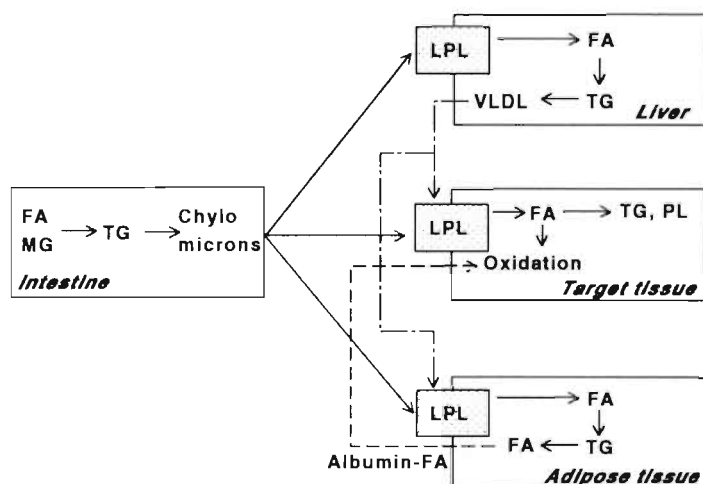 FA
MG
TG
Chylo
microns
Intestine
LPL
FA
TG
VLDL
Liver
LPL
FA
TG, PL
Oxidation
Target tissue
LPL
FA
TG
FA
Albumin-FA
Adipose tissue